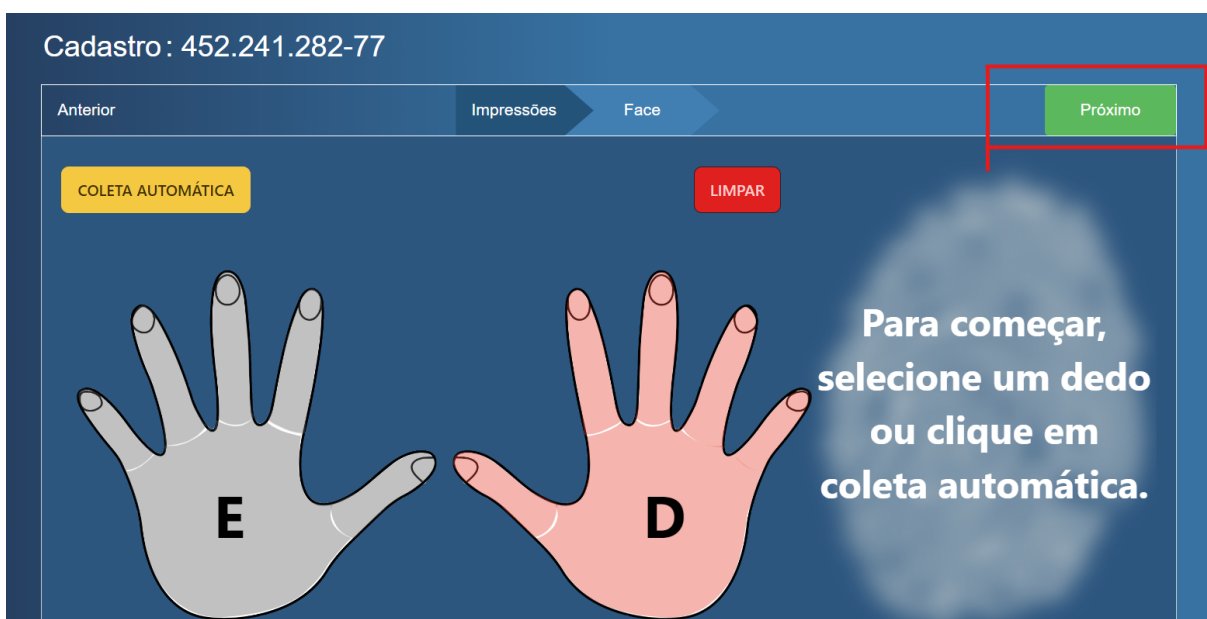 Cadastro : 452.241.282-77
Anterior
Impressões
Face
Próximo
COLETA AUTOMÁTICA
LIMPAR
Para começar,
selecione um dedo
ou clique em
coleta automática.
E
D